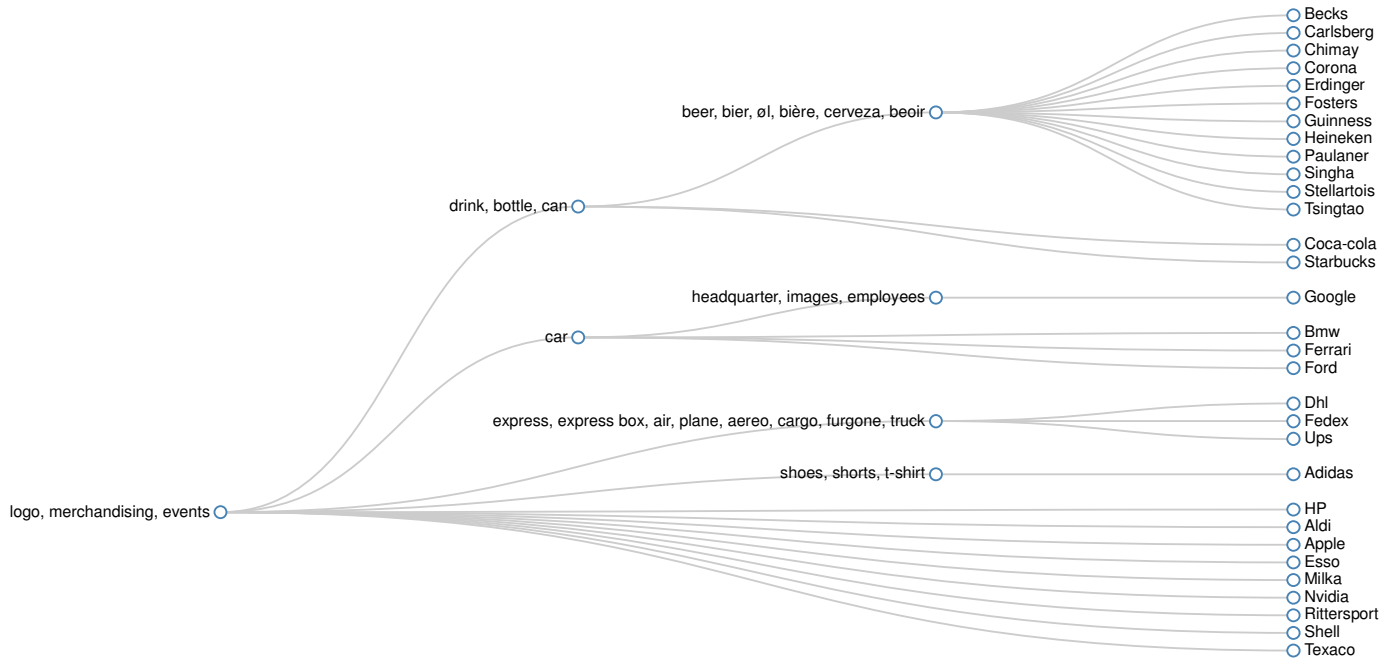 Becks
Carlsberg
Chimay
Corona
Erdinger
beer, bier, øl, bière, cerveza, beoir
Fosters
Guinness
Heineken
Paulaner
Singha
Stellartois
drink, bottle, can
Tsingtao
Coca-cola
Starbucks
headquarter, images, employees
Google
car
Bmw
Ferrari
Ford
Dhl
express, express box, air, plane, aereo, cargo, furgone, truck
Fedex
Ups
shoes, shorts, t-shirt
Adidas
logo, merchandising, events
HP
Aldi
Apple
Esso
Milka
Nvidia
Rittersport
Shell
Texaco